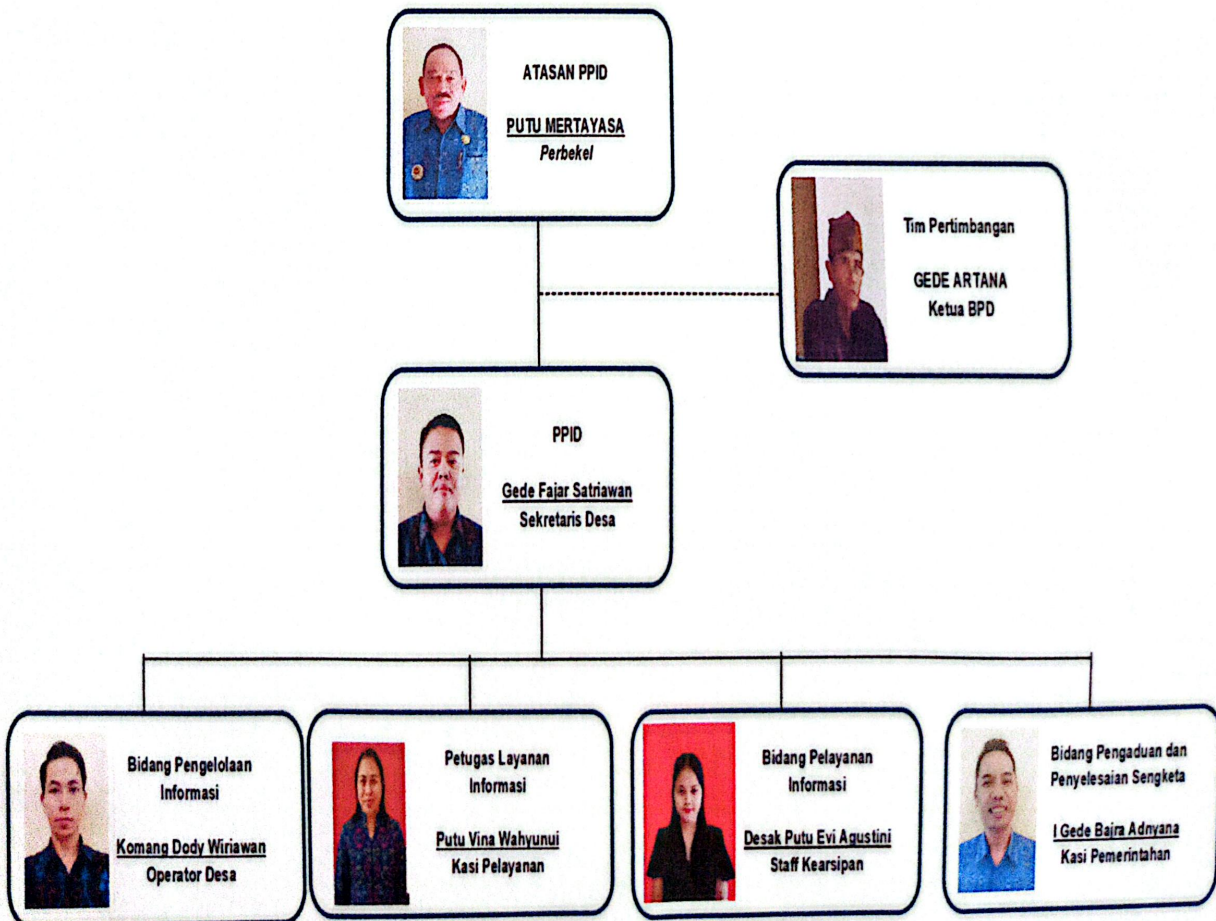 ATASAN PPID
PUTU MERTAYASA
Perbekel
Tim Pertimbangan
GEDE ARTANA
Ketua BPD
PPID
Gede Fajar Satriawan
Sekretaris Desa
Bidang Pengelolaan
Informasi
Komang Dody Wiriawan
Operator Desa
Petugas Layanan
Informasi
Putu Vina Wahyunui
Kasi Pelayanan
Bidang Pelayanan
Informasi
Desak Putu Evi Agustini
Staff Kearsipan
Bidang Pengaduan dan
Penyelesaian Sengketa
I Gede Bajra Adnyana
Kasi Pemerintahan